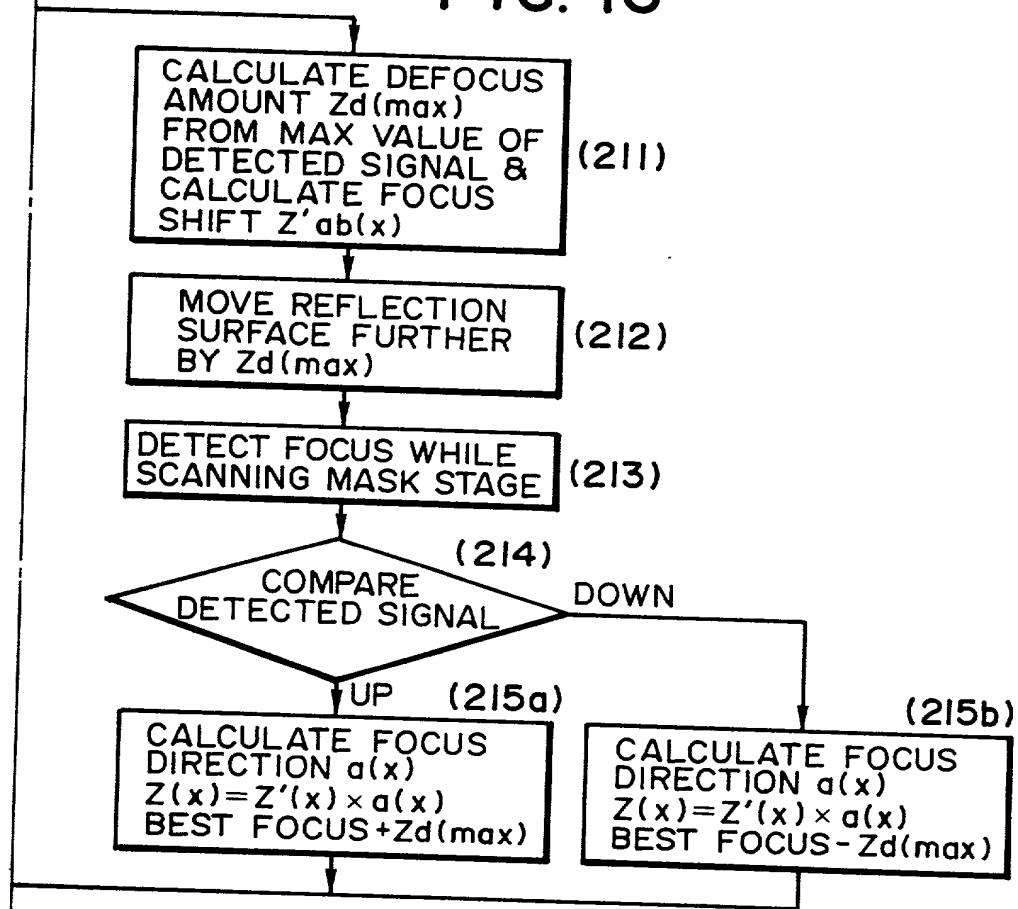 CALCULATE DEFOCUS
AMOUNT Zd(max)
FROM MAX VALUE OF
DETECTED SIGNAL &
CALCULATE FOCUS
SHIFT Z'ab(x)
(211)
MOVE REFLECTION
SURFACE FURTHER
BY Zd(max)
(212)
DETECT FOCUS WHILE
SCANNING MASK STAGE
(213)
(214)
COMPARE
DETECTED SIGNAL
DOWN
UP
(215a)
CALCULATE FOCUS
DIRECTION a(x)
Z(x)=Z'(x)×a(x)
BEST FOCUS+Zd(max)
(215b)
CALCULATE FOCUS
DIRECTION a(x)
Z(x)=Z'(x)×a(x)
BEST FOCUS-Zd(max)